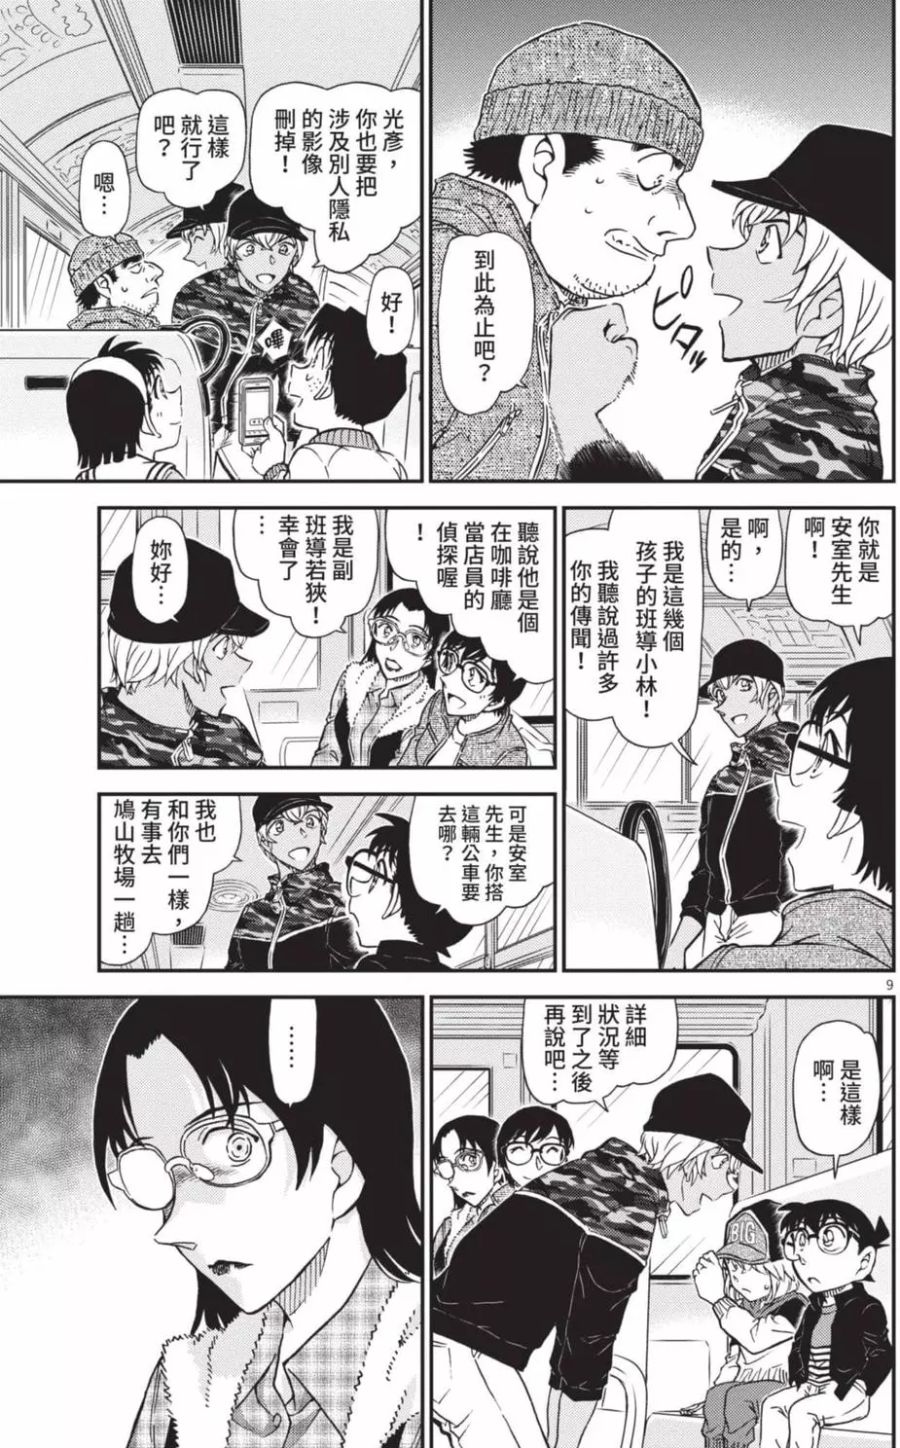 到此為止吧？
ピロッ
光彥，
你也要把
涉及別人隱私
的影像
刪掉！
這樣
就行了
吧？
嗯…
好！
嗶
你就是
安室先生
啊！
啊，
是的…
我是這幾個
孩子的班導小林！
我聽說過許多
你的傳聞！
聽說他是個
在咖啡廳
當店員的
偵探喔
！
我是副
班導若狹！
幸會了
…
妳好…
可是安室
先生，你搭
這輛公車要
去哪？
我也
和你們一樣，
有事去
鳩山牧場一趟…
9
是這樣
啊…
詳細
狀況等
到了之後
再說吧…
BIG
……